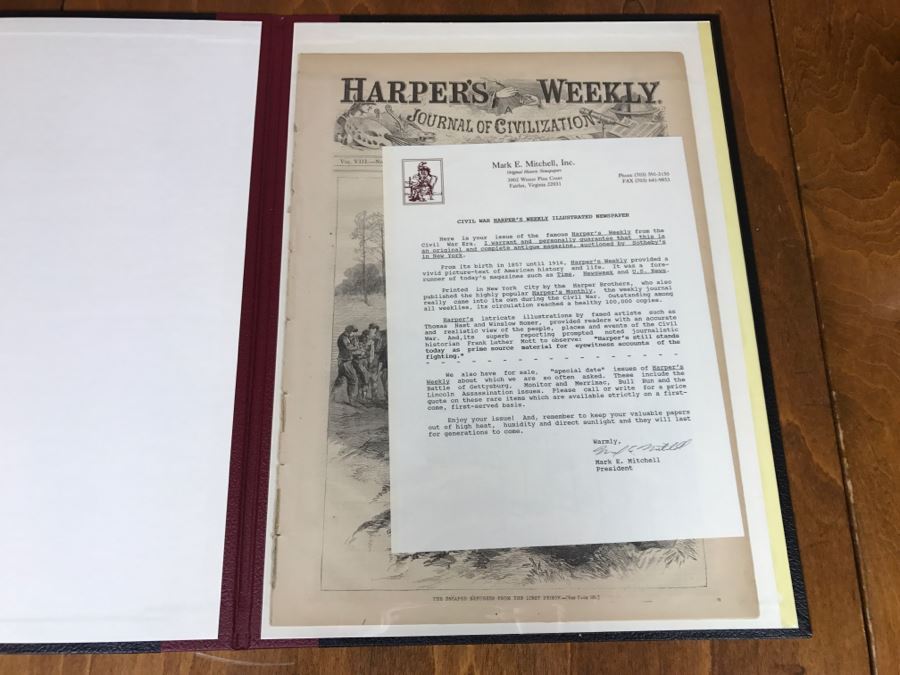 HARPER'S WEEKLY.
JOURNAL OF CIVILIZATION
VOL. VIII.
Mark E. Mitchell, Inc.
Original Historic Newspapers
Fairfax, Virginia 22031
CIVIL WAR HARPER'S WEEKLY ILLUSTRATED NEWSPAPER
Here is your issue of the famous Harper's Weekly from the
Civil War Era. I warrant and personally guarantee that this is
an original and complete antique magazine, auctioned by Sotheby's
in New York.
From its birth in 1857 until 1916, Harper's Weekly provided a
vivid picture-text of American history and life. It was a fore-
runner of today's magazines such as Time, Newsweek and U.S. News.
Printed in New York City by the Harper Brothers, who also
published the highly popular Harper's Monthly, the weekly journal
really came into its own during the Civil War. Outstanding among
all weeklies, its circulation reached a healthy 100,000 copies.
Harper's intricate illustrations by famed artists such as
Thomas Nast and Winslow Homer, provided readers with an accurate
and realistic view of the people, places and events of the Civil
War. And,its superb reporting prompted noted journalistic
historian Frank Luther Mott to observe: "Harper's still stands
today as prime source material for eyewitness accounts of the
fighting."
We also have for sale, "special date" issues of Harper's
Weekly about which we are so often asked. These include the
Battle of Gettysburg, Monitor and Merrimac, Bull Run and the
Lincoln Assassination issues. Please call or write for a price
quote on these rare items which are available strictly on a first-
come, first-served basis.
Enjoy your issue! And, remember to keep your valuable papers
out of high heat, humidity and direct sunlight and they will last
for generations to come.
Warmly,
Mark E. Mitchell
President
THE ESCAPED REFUGEES FROM THE LIBBY PRISON.—[SEE PAGE